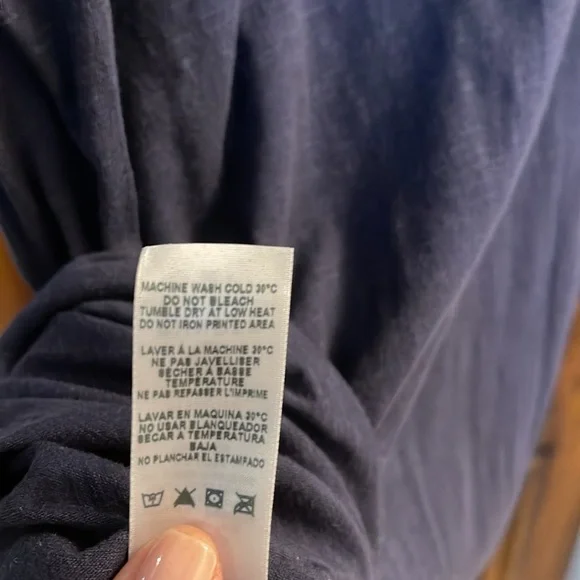 MACHINE WASH COLD 30°C
DO NOT BLEACH
TUMBLE DRY AT LOW HEAT
DO NOT IRON PRINTED AREA
LAVER À LA MACHINE 30°C
NE PAS JAVELLISER
SÉCHER À BASSE
TEMPÉRATURE
NE PAS REPASSER L'IMPRIME
LAVAR EN MAQUINA 30°C
NO USAR BLANQUEADOR
SECAR A TEMPERATURA
BAJA
NO PLANCHAR EL ESTAMPADO